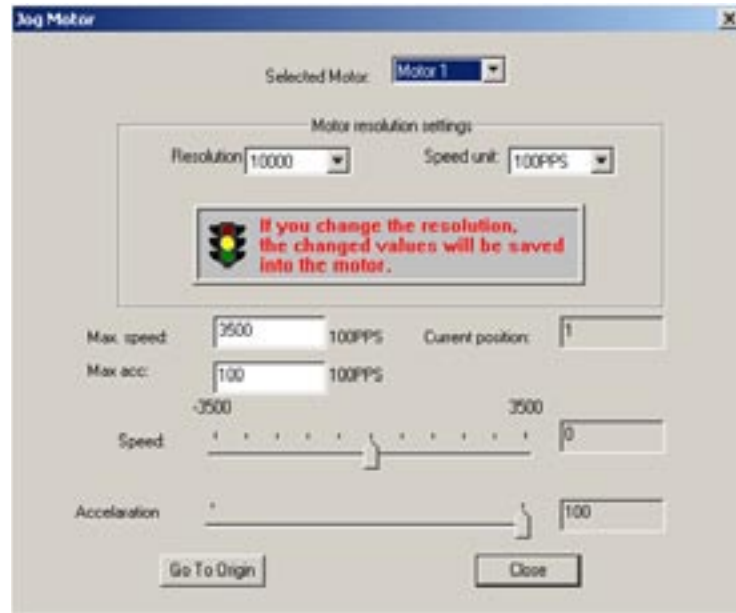 Jog Motor
Selected Motor: Motor 1
Motor resolution settings
Resolution 10000 Speed unit: 100PPS
If you change the resolution,
the changed values will be saved
into the motor.
Max. speed: 3500 100PPS Current position: 1
Max acc: 100 100PPS
-3500 3500
Speed: 0
Accelaration 100
Go To Origin Close